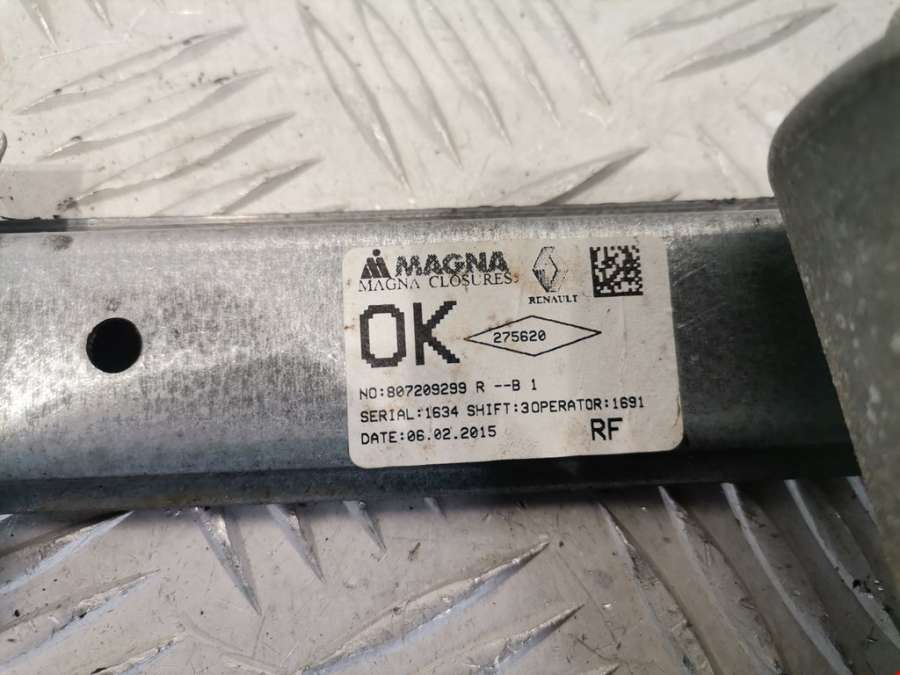 MAGNA
MAGNA CLOSURES
RENAULT
OK
275620
NO:807209299 R --B 1
SERIAL:1634 SHIFT:3OPERATOR:1691
DATE:06.02.2015
RF